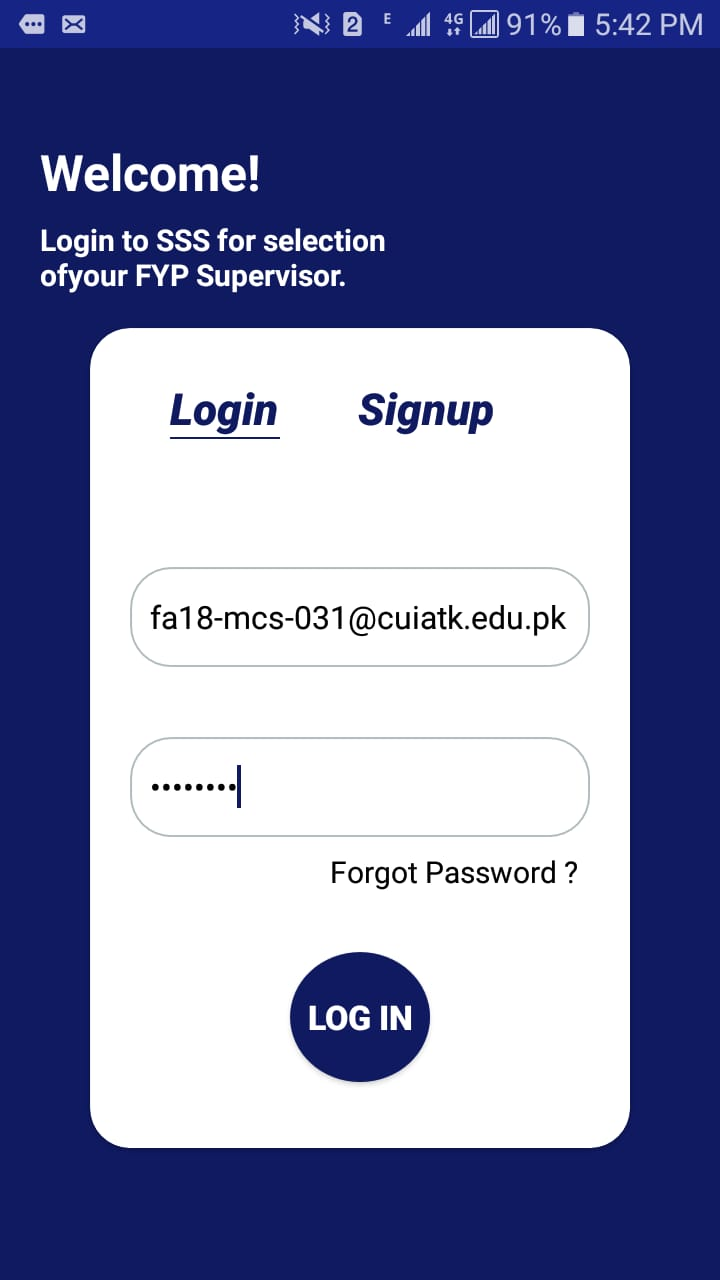 2 E 4G 91% 5:42 PM
Welcome!
Login to SSS for selection
ofyour FYP Supervisor.
Login Signup
fa18-mcs-031@cuiatk.edu.pk
••••••••
Forgot Password ?
LOG IN